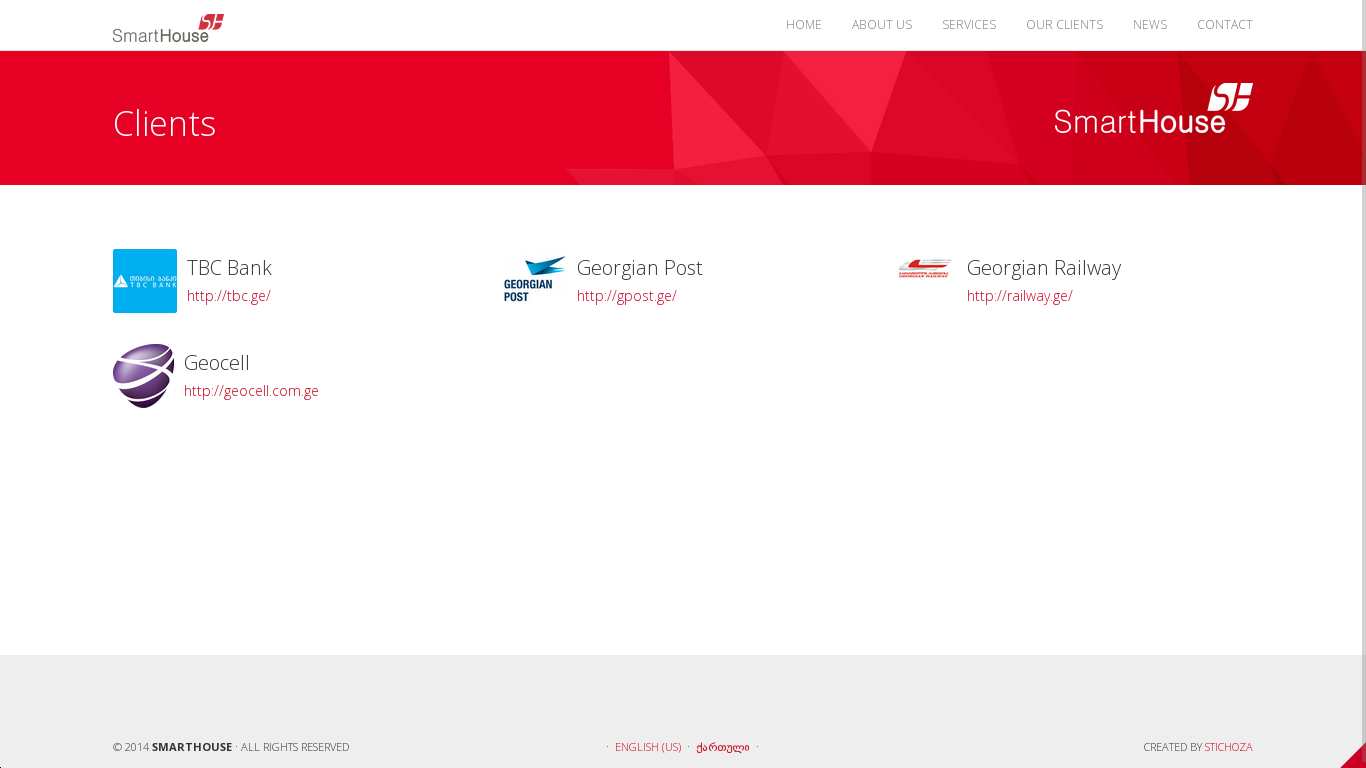 SmartHouse
HOME ABOUT US SERVICES OUR CLIENTS NEWS CONTACT
Clients
SmartHouse
თიბისი ბანკი
TBC BANK
TBC Bank
http://tbc.ge/
GEORGIAN
POST
Georgian Post
http://gpost.ge/
GEORGIAN RAILWAY
Georgian Railway
http://railway.ge/
Geocell
http://geocell.com.ge
© 2014 SMARTHOUSE · ALL RIGHTS RESERVED
· ENGLISH (US) · ქართული ·
CREATED BY STICHOZA